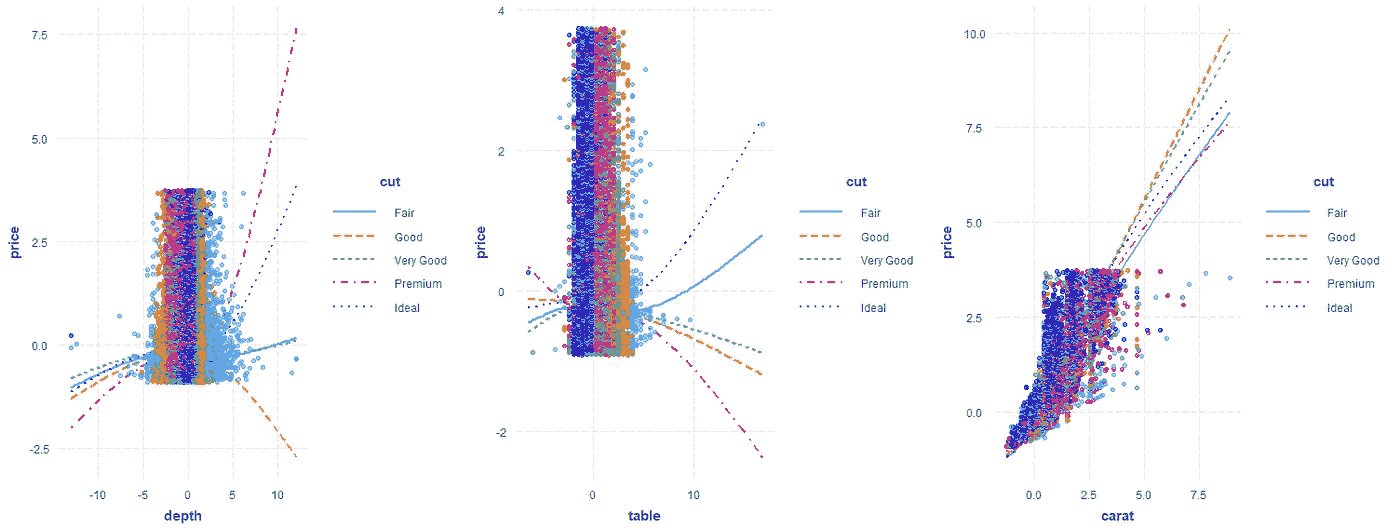 7.5
5.0
2.5
0.0
-2.5
-10
-5
0
5
10
price
depth
cut
Fair
Good
Very Good
Premium
Ideal
4
2
0
-2
0
10
price
table
cut
Fair
Good
Very Good
Premium
Ideal
10.0
7.5
5.0
2.5
0.0
0.0
2.5
5.0
7.5
price
carat
cut
Fair
Good
Very Good
Premium
Ideal